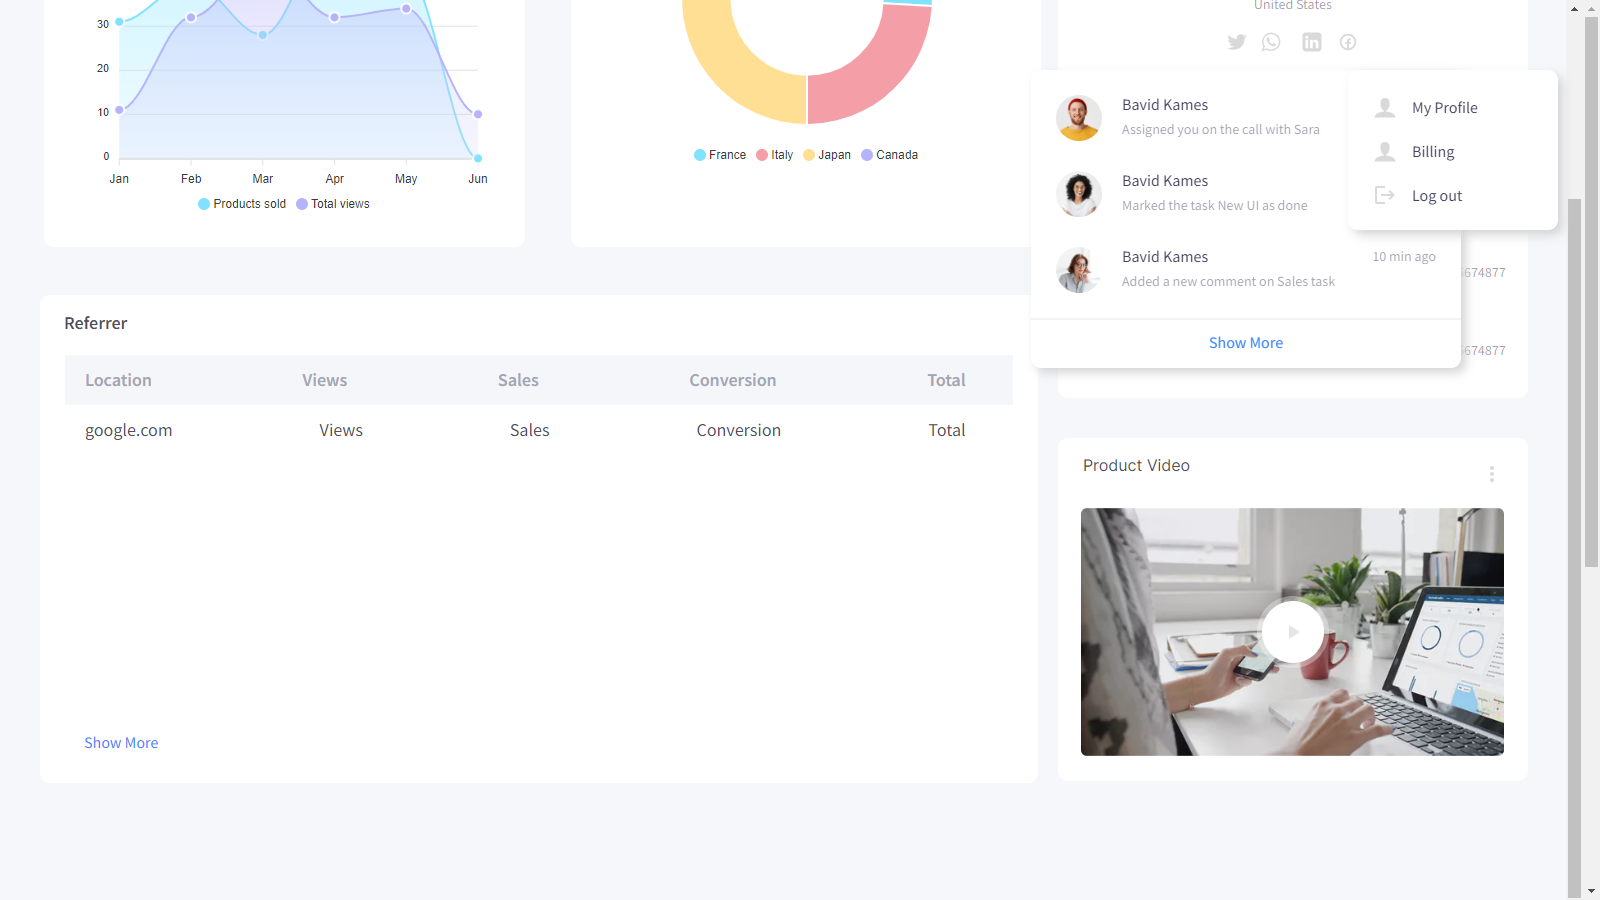 30
20
10
0
Jan Feb Mar Apr May Jun
Products sold Total views
France Italy Japan Canada
United States
Bavid Kames
Assigned you on the call with Sara
Bavid Kames
Marked the task New UI as done
Bavid Kames 10 min ago
Added a new comment on Sales task
Show More
My Profile
Billing
Log out
674877
674877
Referrer
Location Views Sales Conversion Total
google.com Views Sales Conversion Total
Show More
Product Video